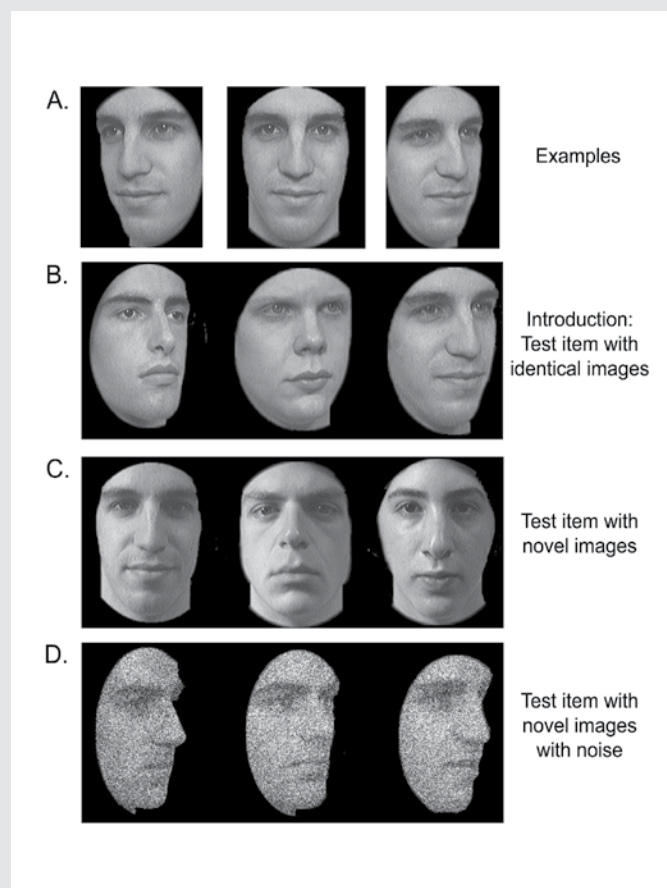 A.
Examples
B.
Introduction:
Test item with
identical images
C.
Test item with
novel images
D.
Test item with
novel images
with noise